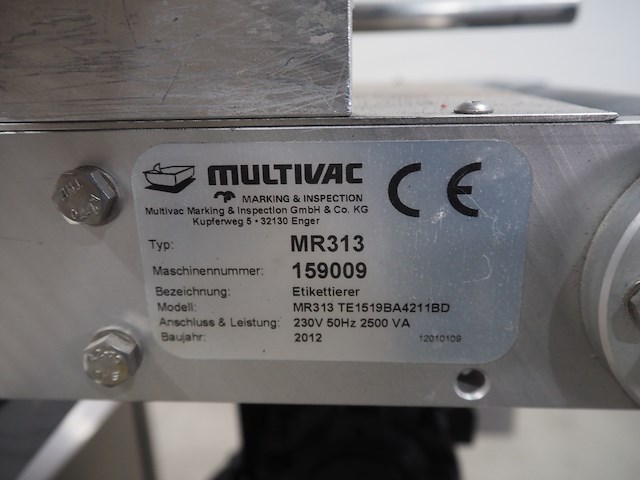 MULTIVAC
MARKING & INSPECTION
Multivac Marking & Inspection GmbH & Co. KG
Kupferweg 5 • 32130 Enger
CE
Typ: MR313
Maschinennummer: 159009
Bezeichnung: Etikettierer
Modell: MR313 TE1519BA4211BD
Anschluss & Leistung: 230V 50Hz 2500 VA
Baujahr: 2012 12010109